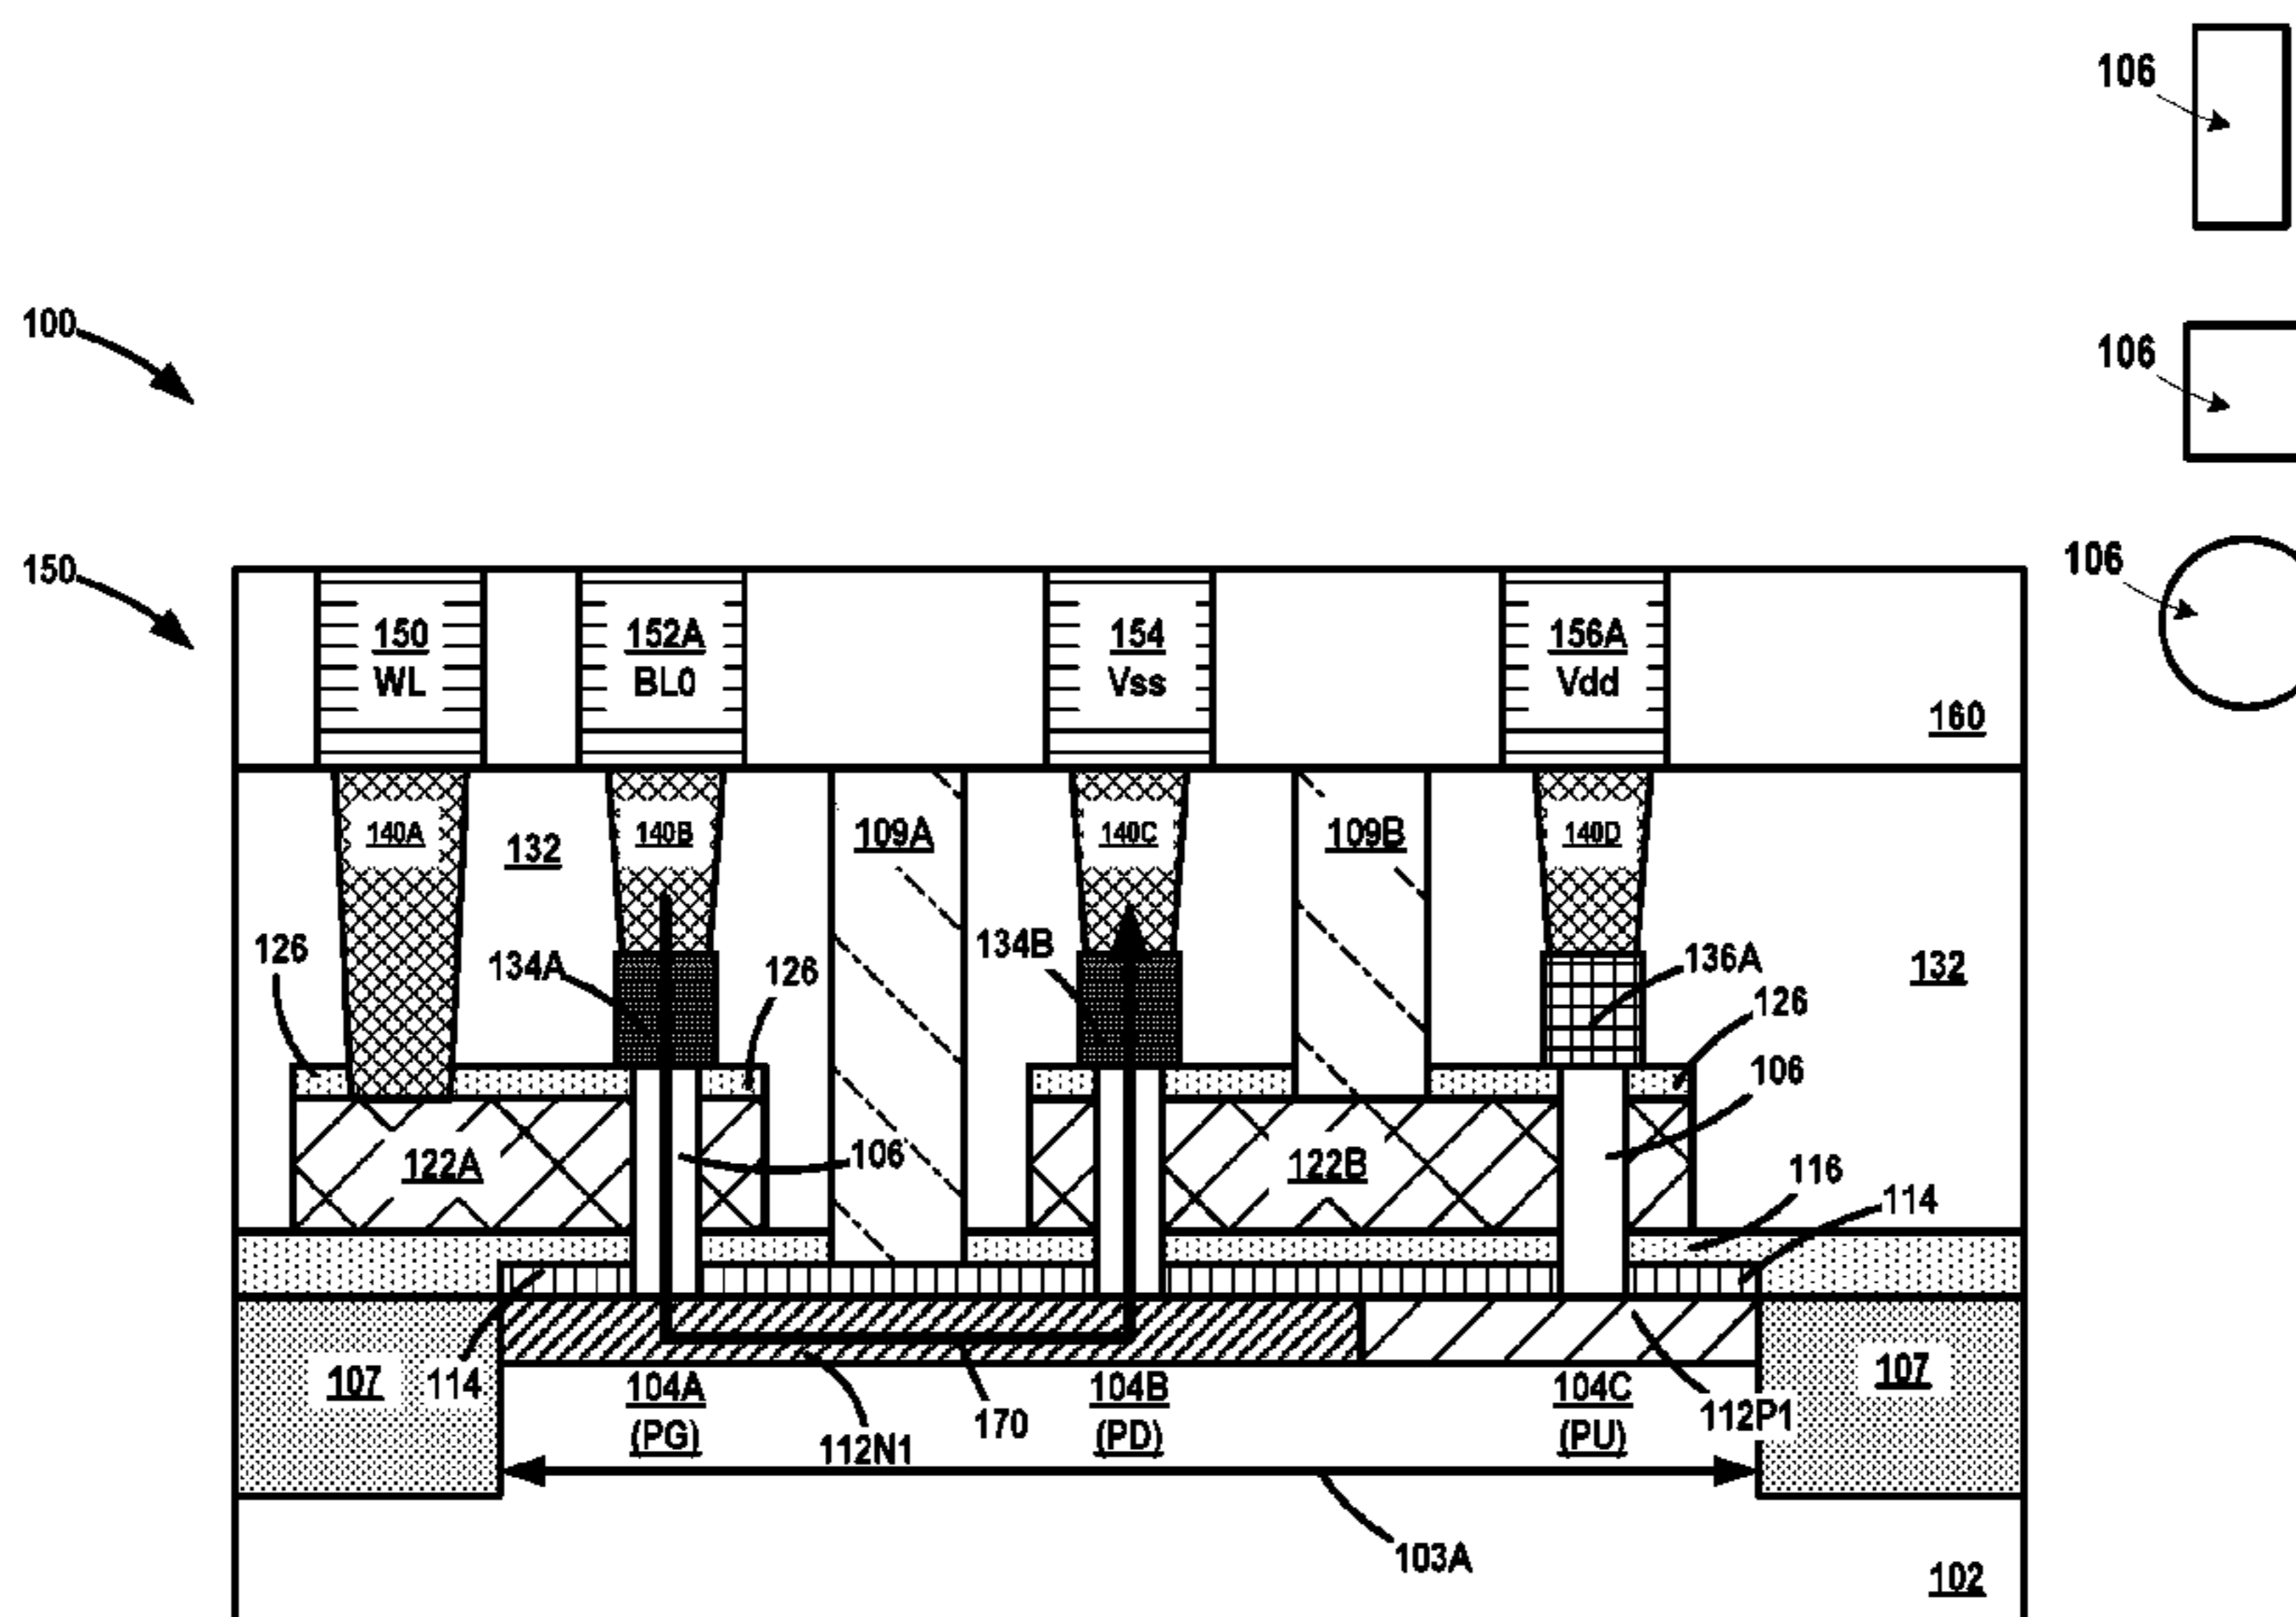 106
100
106
150
106
150
WL
152A
BL0
154
Vss
156A
Vdd
160
140A
132
140B
109A
140C
109B
140D
126
134A
126
134B
136A
126
132
106
122A
106
122B
116
114
107
114
104A
(PG)
112N1
170
104B
(PD)
104C
(PU)
112P1
107
103A
102